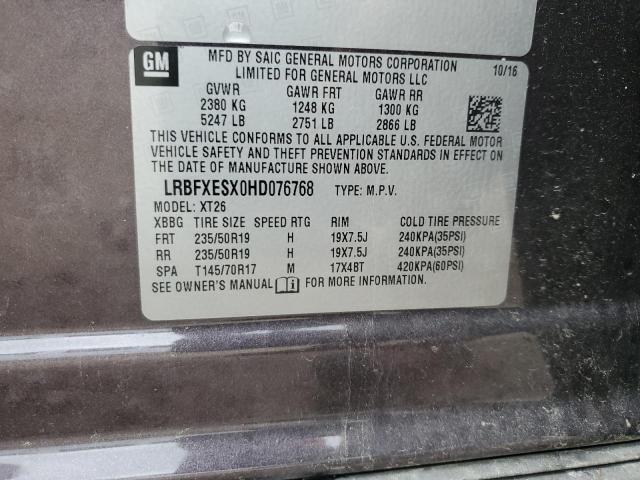 GM
MFD BY SAIC GENERAL MOTORS CORPORATION
LIMITED FOR GENERAL MOTORS LLC
10/16
GVWR GAWR FRT GAWR RR
2380 KG 1248 KG 1300 KG
5247 LB 2751 LB 2866 LB
THIS VEHICLE CONFORMS TO ALL APPLICABLE U.S. FEDERAL MOTOR
VEHICLE SAFETY AND THEFT PREVENTION STANDARDS IN EFFECT ON
THE DATE OF MANUFACTURE SHOWN ABOVE.
LRBFXESX0HD076768 TYPE: M.P.V.
MODEL: XT26
XBBG TIRE SIZE SPEED RTG RIM COLD TIRE PRESSURE
FRT 235/50R19 H 19X7.5J 240KPA(35PSI)
RR 235/50R19 H 19X7.5J 240KPA(35PSI)
SPA T145/70R17 M 17X4BT 420KPA(60PSI)
SEE OWNER'S MANUAL FOR MORE INFORMATION.